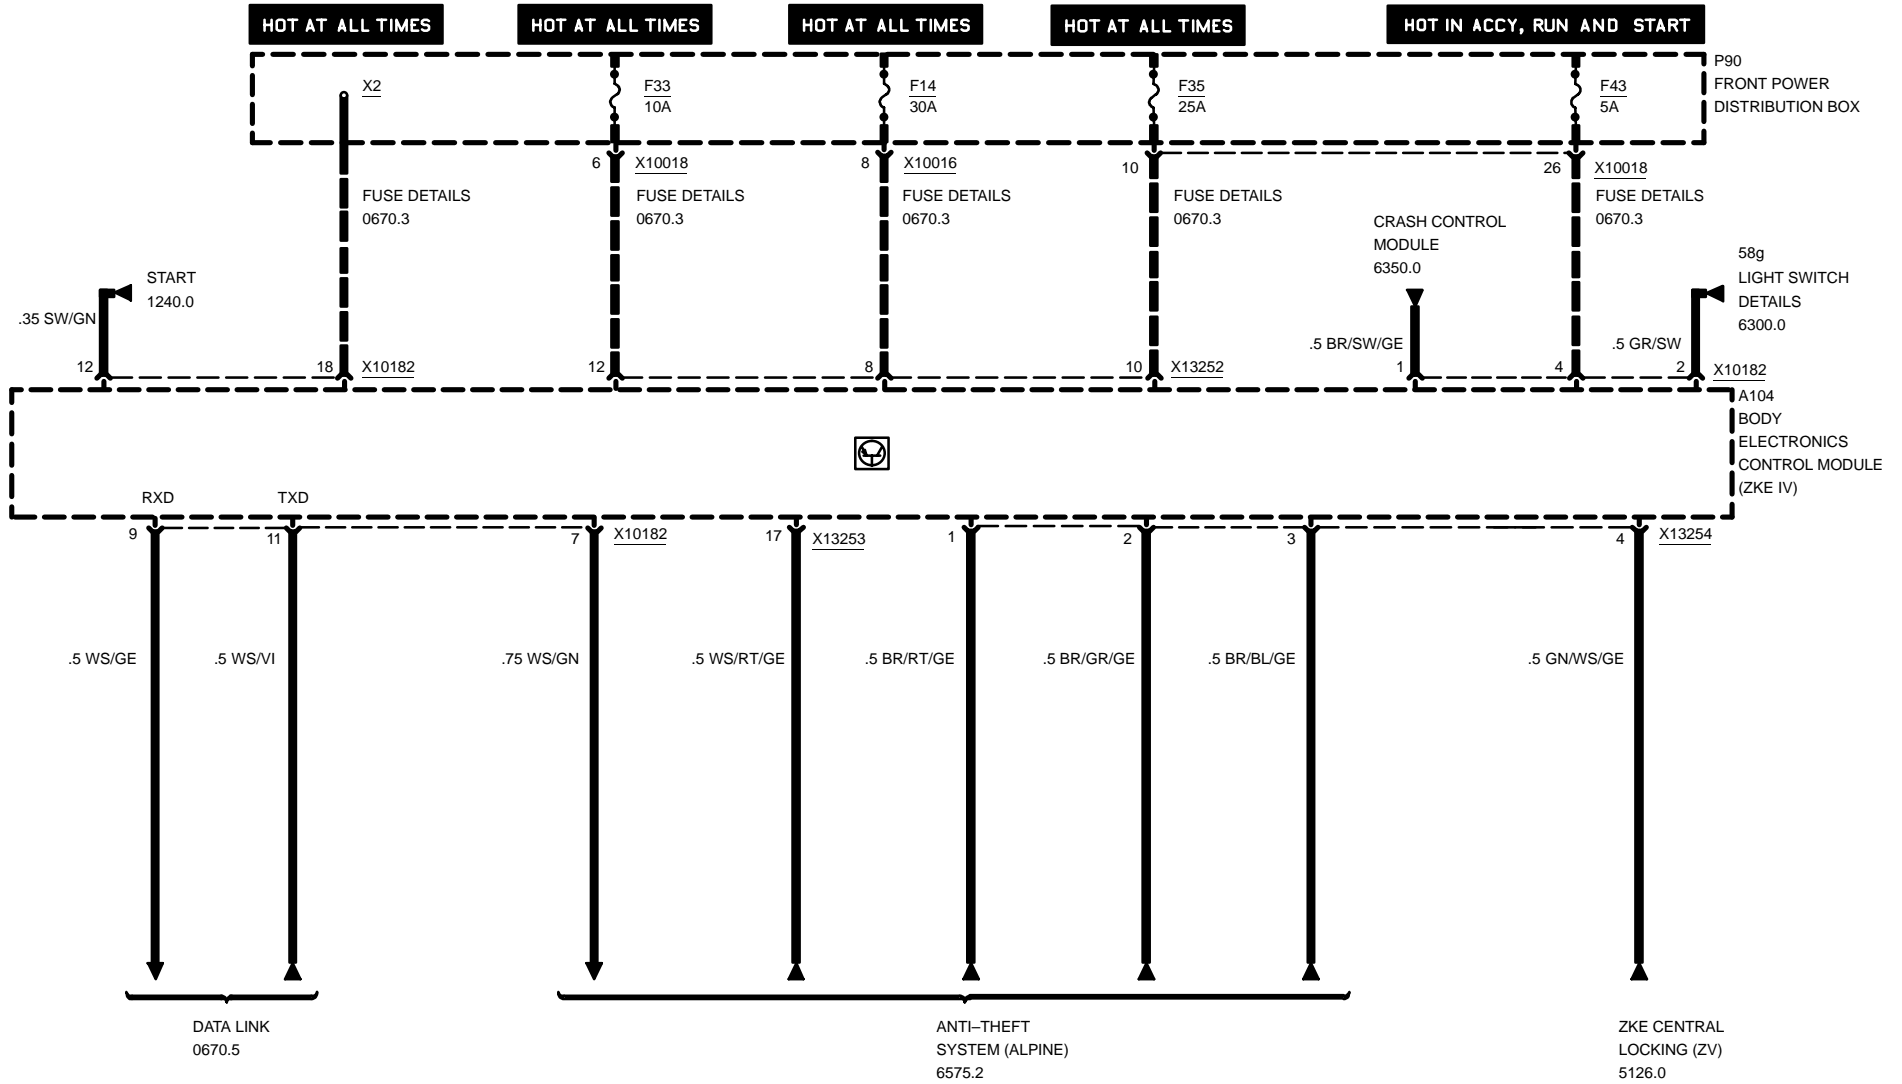 HOT AT ALL TIMES
HOT AT ALL TIMES
HOT AT ALL TIMES
HOT AT ALL TIMES
HOT IN ACCY, RUN AND START
P90
FRONT POWER
DISTRIBUTION BOX
X2
F33
10A
F14
30A
F35
25A
F43
5A
6
X10018
8
X10016
10
26
X10018
FUSE DETAILS
0670.3
FUSE DETAILS
0670.3
FUSE DETAILS
0670.3
FUSE DETAILS
0670.3
FUSE DETAILS
0670.3
CRASH CONTROL
MODULE
6350.0
58g
LIGHT SWITCH
DETAILS
6300.0
START
1240.0
.35 SW/GN
.5 BR/SW/GE
.5 GR/SW
12
18
X10182
12
8
10
X13252
1
4
2
X10182
A104
BODY
ELECTRONICS
CONTROL MODULE
(ZKE IV)
RXD
TXD
9
11
7
X10182
17
X13253
1
2
3
4
X13254
.5 WS/GE
.5 WS/VI
.75 WS/GN
.5 WS/RT/GE
.5 BR/RT/GE
.5 BR/GR/GE
.5 BR/BL/GE
.5 GN/WS/GE
DATA LINK
0670.5
ANTI–THEFT
SYSTEM (ALPINE)
6575.2
ZKE CENTRAL
LOCKING (ZV)
5126.0